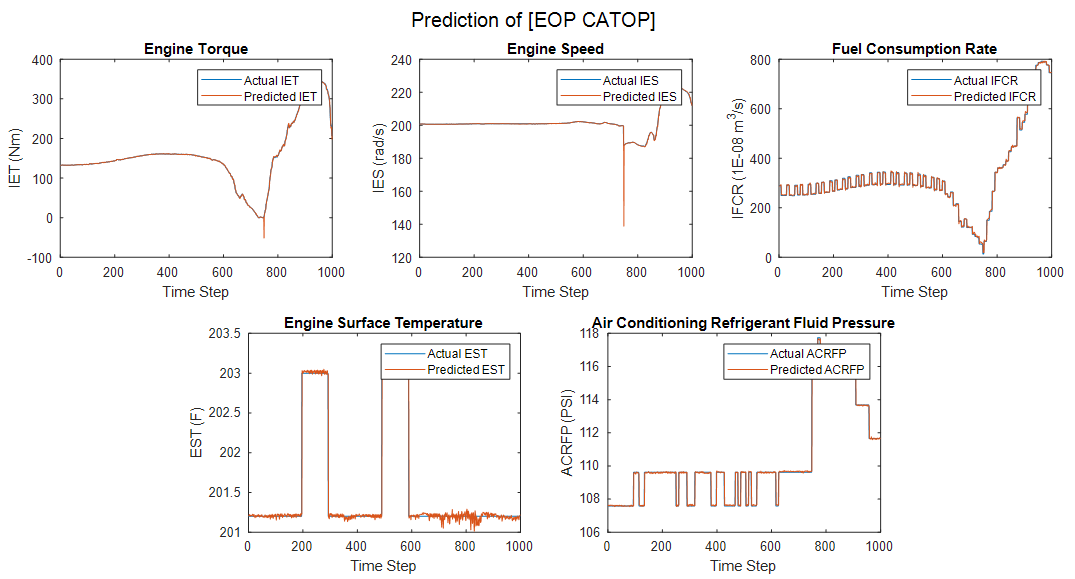 Prediction of [EOP CATOP]
Engine Torque
Engine Speed
Fuel Consumption Rate
400
300
200
100
0
-100
IET (Nm)
Actual IET
Predicted IET
0 200 400 600 800 1000
Time Step
260
240
220
200
180
160
140
120
IES (rad/s)
Actual IES
Predicted IES
0 200 400 600 800 1000
Time Step
800
600
400
200
0
IFCR (1E-08 m³/s)
Actual IFCR
Predicted IFCR
0 200 400 600 800 1000
Time Step
Engine Surface Temperature
Air Conditioning Refrigerant Fluid Pressure
203.5
203
202.5
202
201.5
201
EST (F)
Actual EST
Predicted EST
0 200 400 600 800 1000
Time Step
118
116
114
112
110
108
106
ACRFP (PSI)
Actual ACRFP
Predicted ACRFP
0 200 400 600 800 1000
Time Step